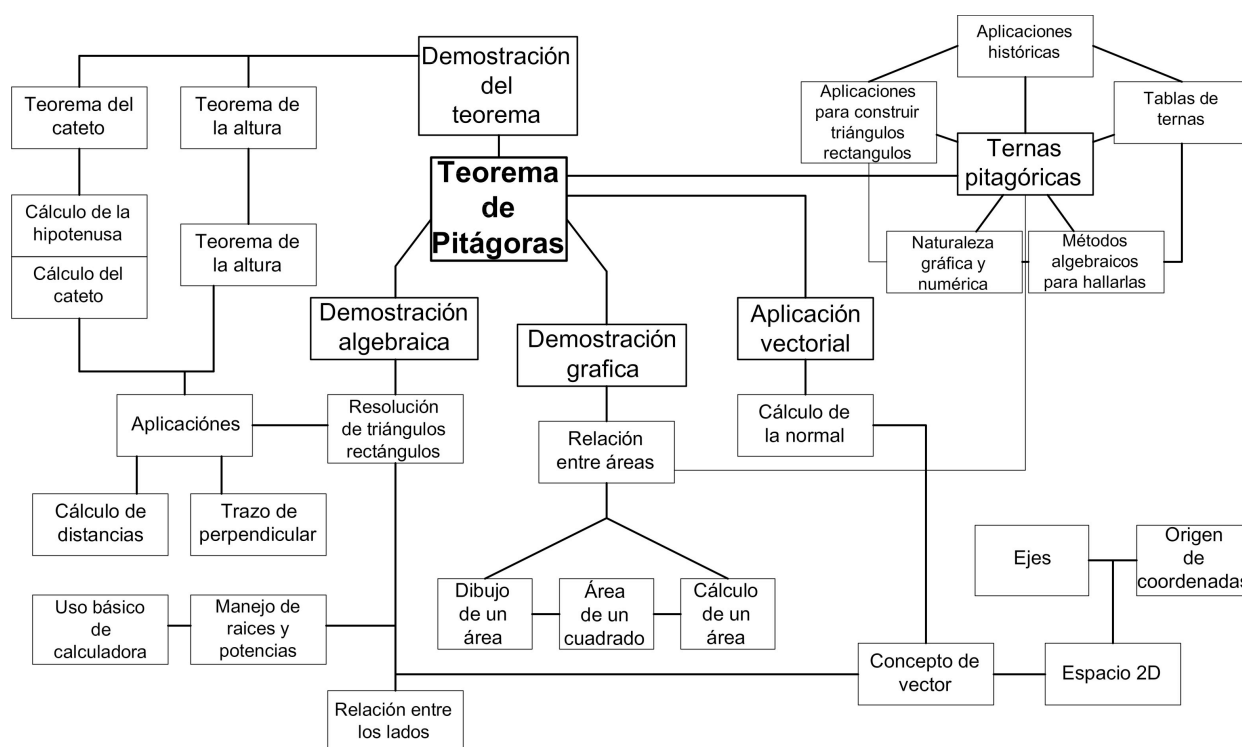 Demostración
del
teorema
Aplicaciones
históricas
Teorema del
cateto
Teorema de
la altura
Aplicaciones
para construir
triángulos
rectangulos
Tablas de
ternas
Teorema
de
Pitágoras
Ternas
pitagóricas
Cálculo de la
hipotenusa
Cálculo del
cateto
Teorema de
la altura
Naturaleza
gráfica y
numérica
Métodos
algebraicos
para hallarlas
Demostración
algebraica
Demostración
grafica
Aplicación
vectorial
Aplicaciónes
Resolución
de triángulos
rectángulos
Relación
entre áreas
Cálculo de
la normal
Cálculo de
distancias
Trazo de
perpendicular
Ejes
Origen
de
coordenadas
Uso básico
de
calculadora
Manejo de
raices y
potencias
Dibujo
de un
área
Área
de un
cuadrado
Cálculo
de un
área
Concepto de
vector
Espacio 2D
Relación entre
los lados